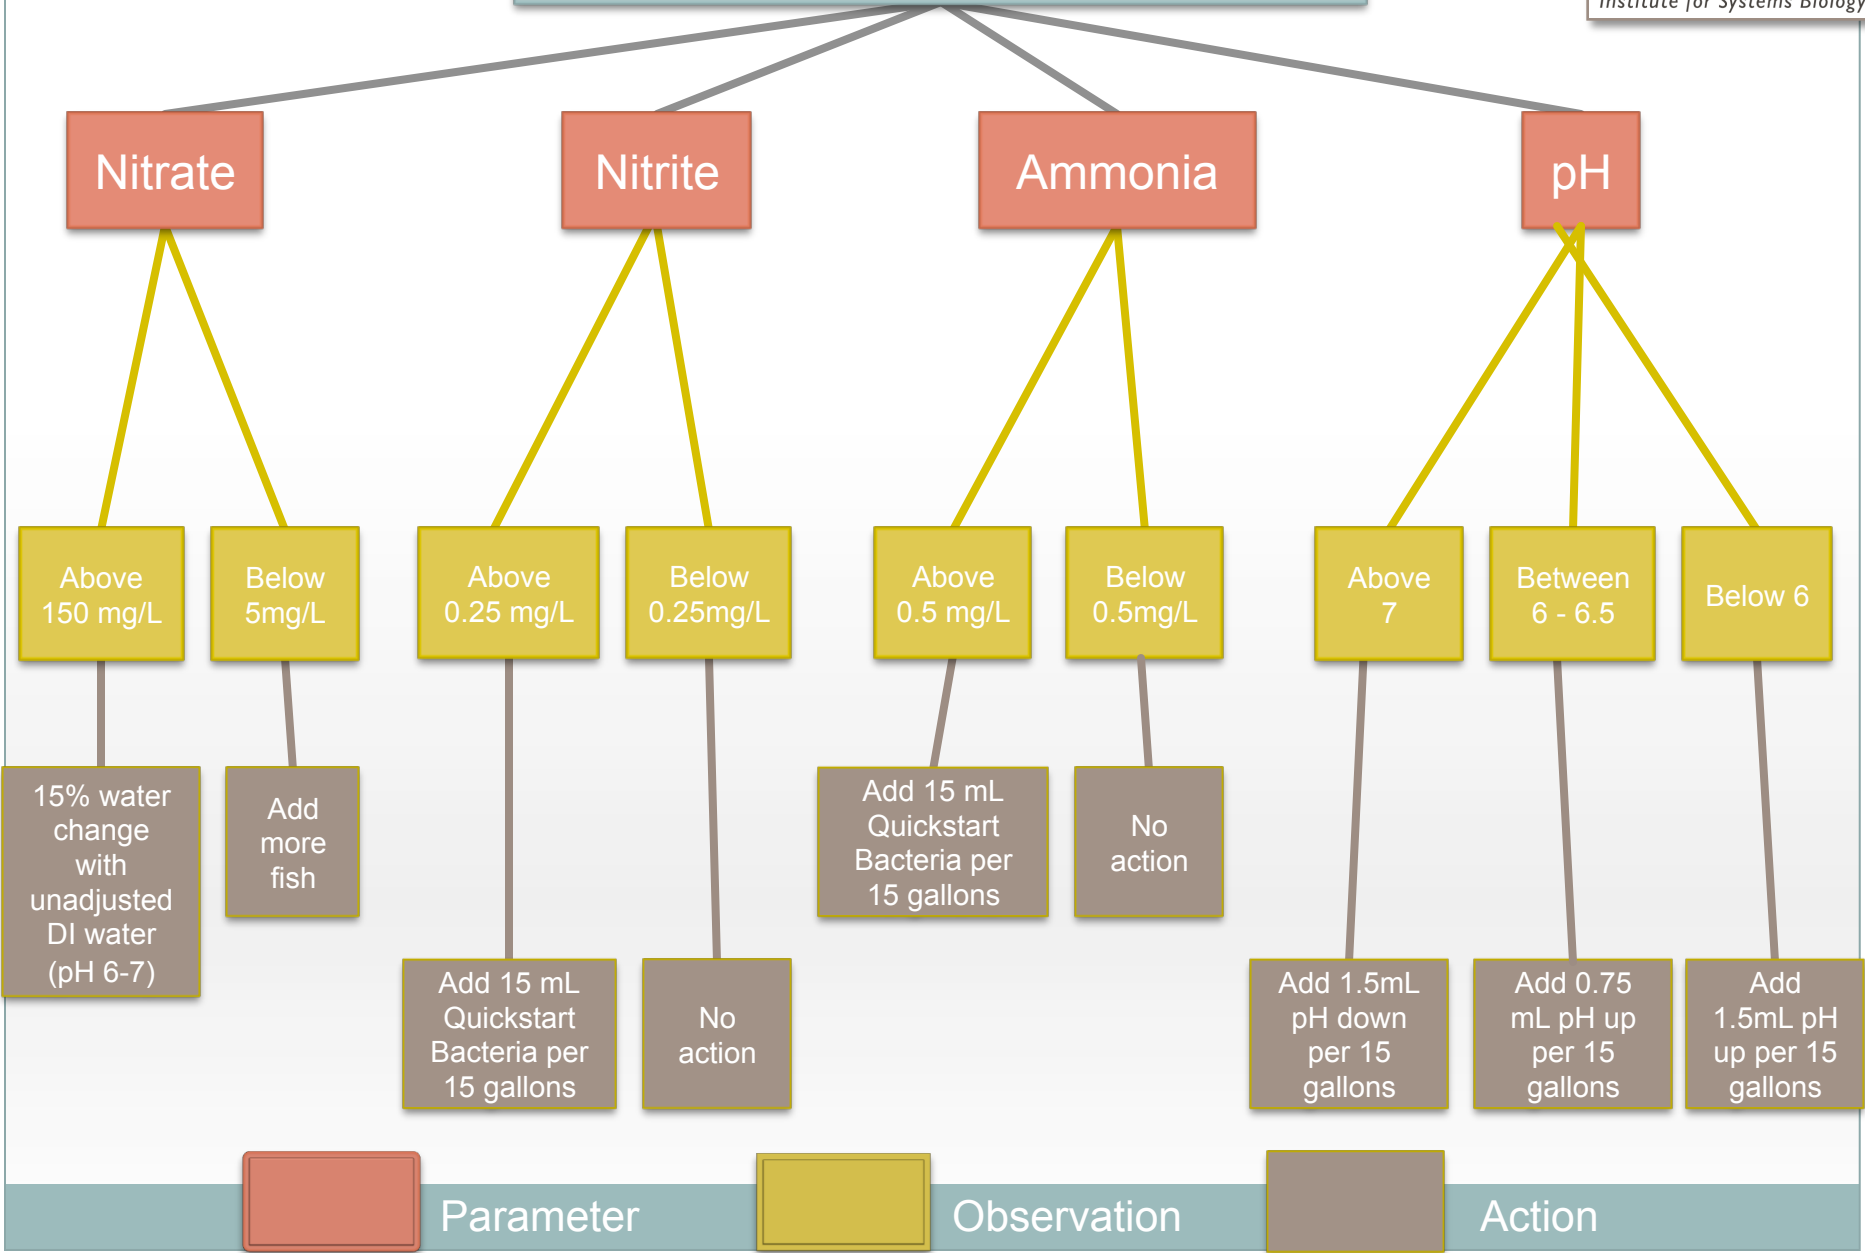 Institute for Systems Biology
Nitrate
Nitrite
Ammonia
pH
Above
150 mg/L
Below
5mg/L
Above
0.25 mg/L
Below
0.25mg/L
Above
0.5 mg/L
Below
0.5mg/L
Above
7
Between
6 - 6.5
Below 6
15% water
change
with
unadjusted
DI water
(pH 6-7)
Add
more
fish
Add 15 mL
Quickstart
Bacteria per
15 gallons
No
action
Add 15 mL
Quickstart
Bacteria per
15 gallons
No
action
Add 1.5mL
pH down
per 15
gallons
Add 0.75
mL pH up
per 15
gallons
Add
1.5mL pH
up per 15
gallons
Parameter
Observation
Action